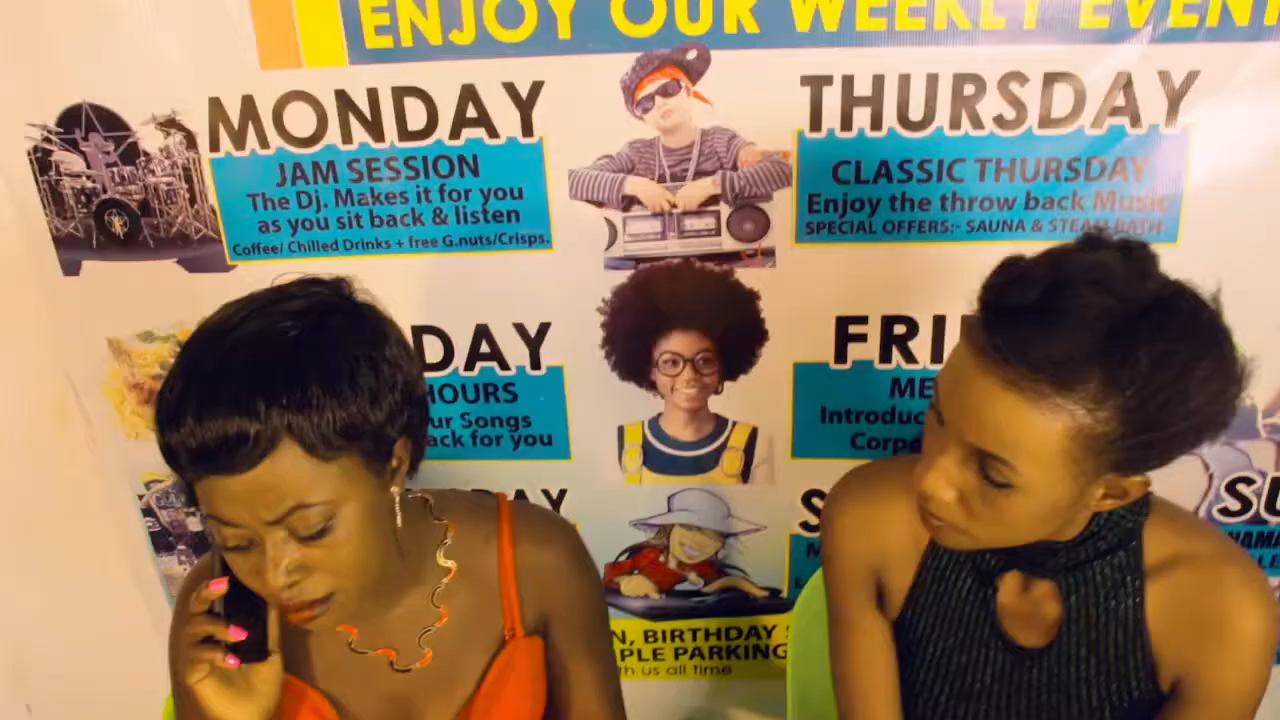 ENJOY OUR WEEKLY EVENT
MONDAY
JAM SESSION
The Dj. Makes it for you
as you sit back & listen
Coffee/ Chilled Drinks + free G.nuts/Crisps.
THURSDAY
CLASSIC THURSDAY
Enjoy the throw back Music
SPECIAL OFFERS:- SAUNA & STEAM BATH
DAY
HOURS
ur Songs
ack for you
FRI
ME
Introduc
Corpo
DAY
S
SU
N, BIRTHDAY
PLE PARKING
th us all time